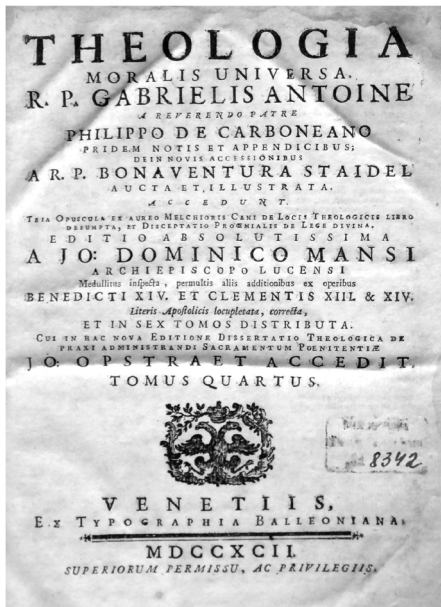 THEOLOGIA
MORALIS UNIVERSA.
R. P. GABRIELIS ANTOINE
A REVERENDO PATRE
PHILIPPO DE CARBONEANO
PRIDEM NOTIS ET APPENDICIBUS;
DEIN NOVIS ACCESSIONIBUS
A R. P. BONAVENTURA STAIDEL
AUCTA ET ILLUSTRATA.
ACCEDUNT.
TRIA OPUSCULA EX AUREO MELCHIORIS CANI DE LOCIS THEOLOGICIS LIBRO
DESUMPTA, ET DISCEPTATIO PROŒMIALIS DE LEGE DIVINA.
EDITIO ABSOLUTISSIMA
A JO: DOMINICO MANSI
ARCHIEPISCOPO LUCENSI
Medullitus inspecta, permultis aliis additionibus ex operibus
BENEDICTI XIV. ET CLEMENTIS XIII. & XIV.
Literis Apostolicis locupletata, correcta,
ET IN SEX TOMOS DISTRIBUTA.
CUI IN HAC NOVA EDITIONE DISSERTATIO THEOLOGICA DE
PRAXI ADMINISTRANDI SACRAMENTUM POENITENTIÆ
JO: OPSTRAET ACCEDIT.
TOMUS QUARTUS.
8342
VENETIIS,
EX TYPOGRAPHIA BALLEONIANA,
MDCCXCII.
SUPERIORUM PERMISSU, AC PRIVILEGIIS.